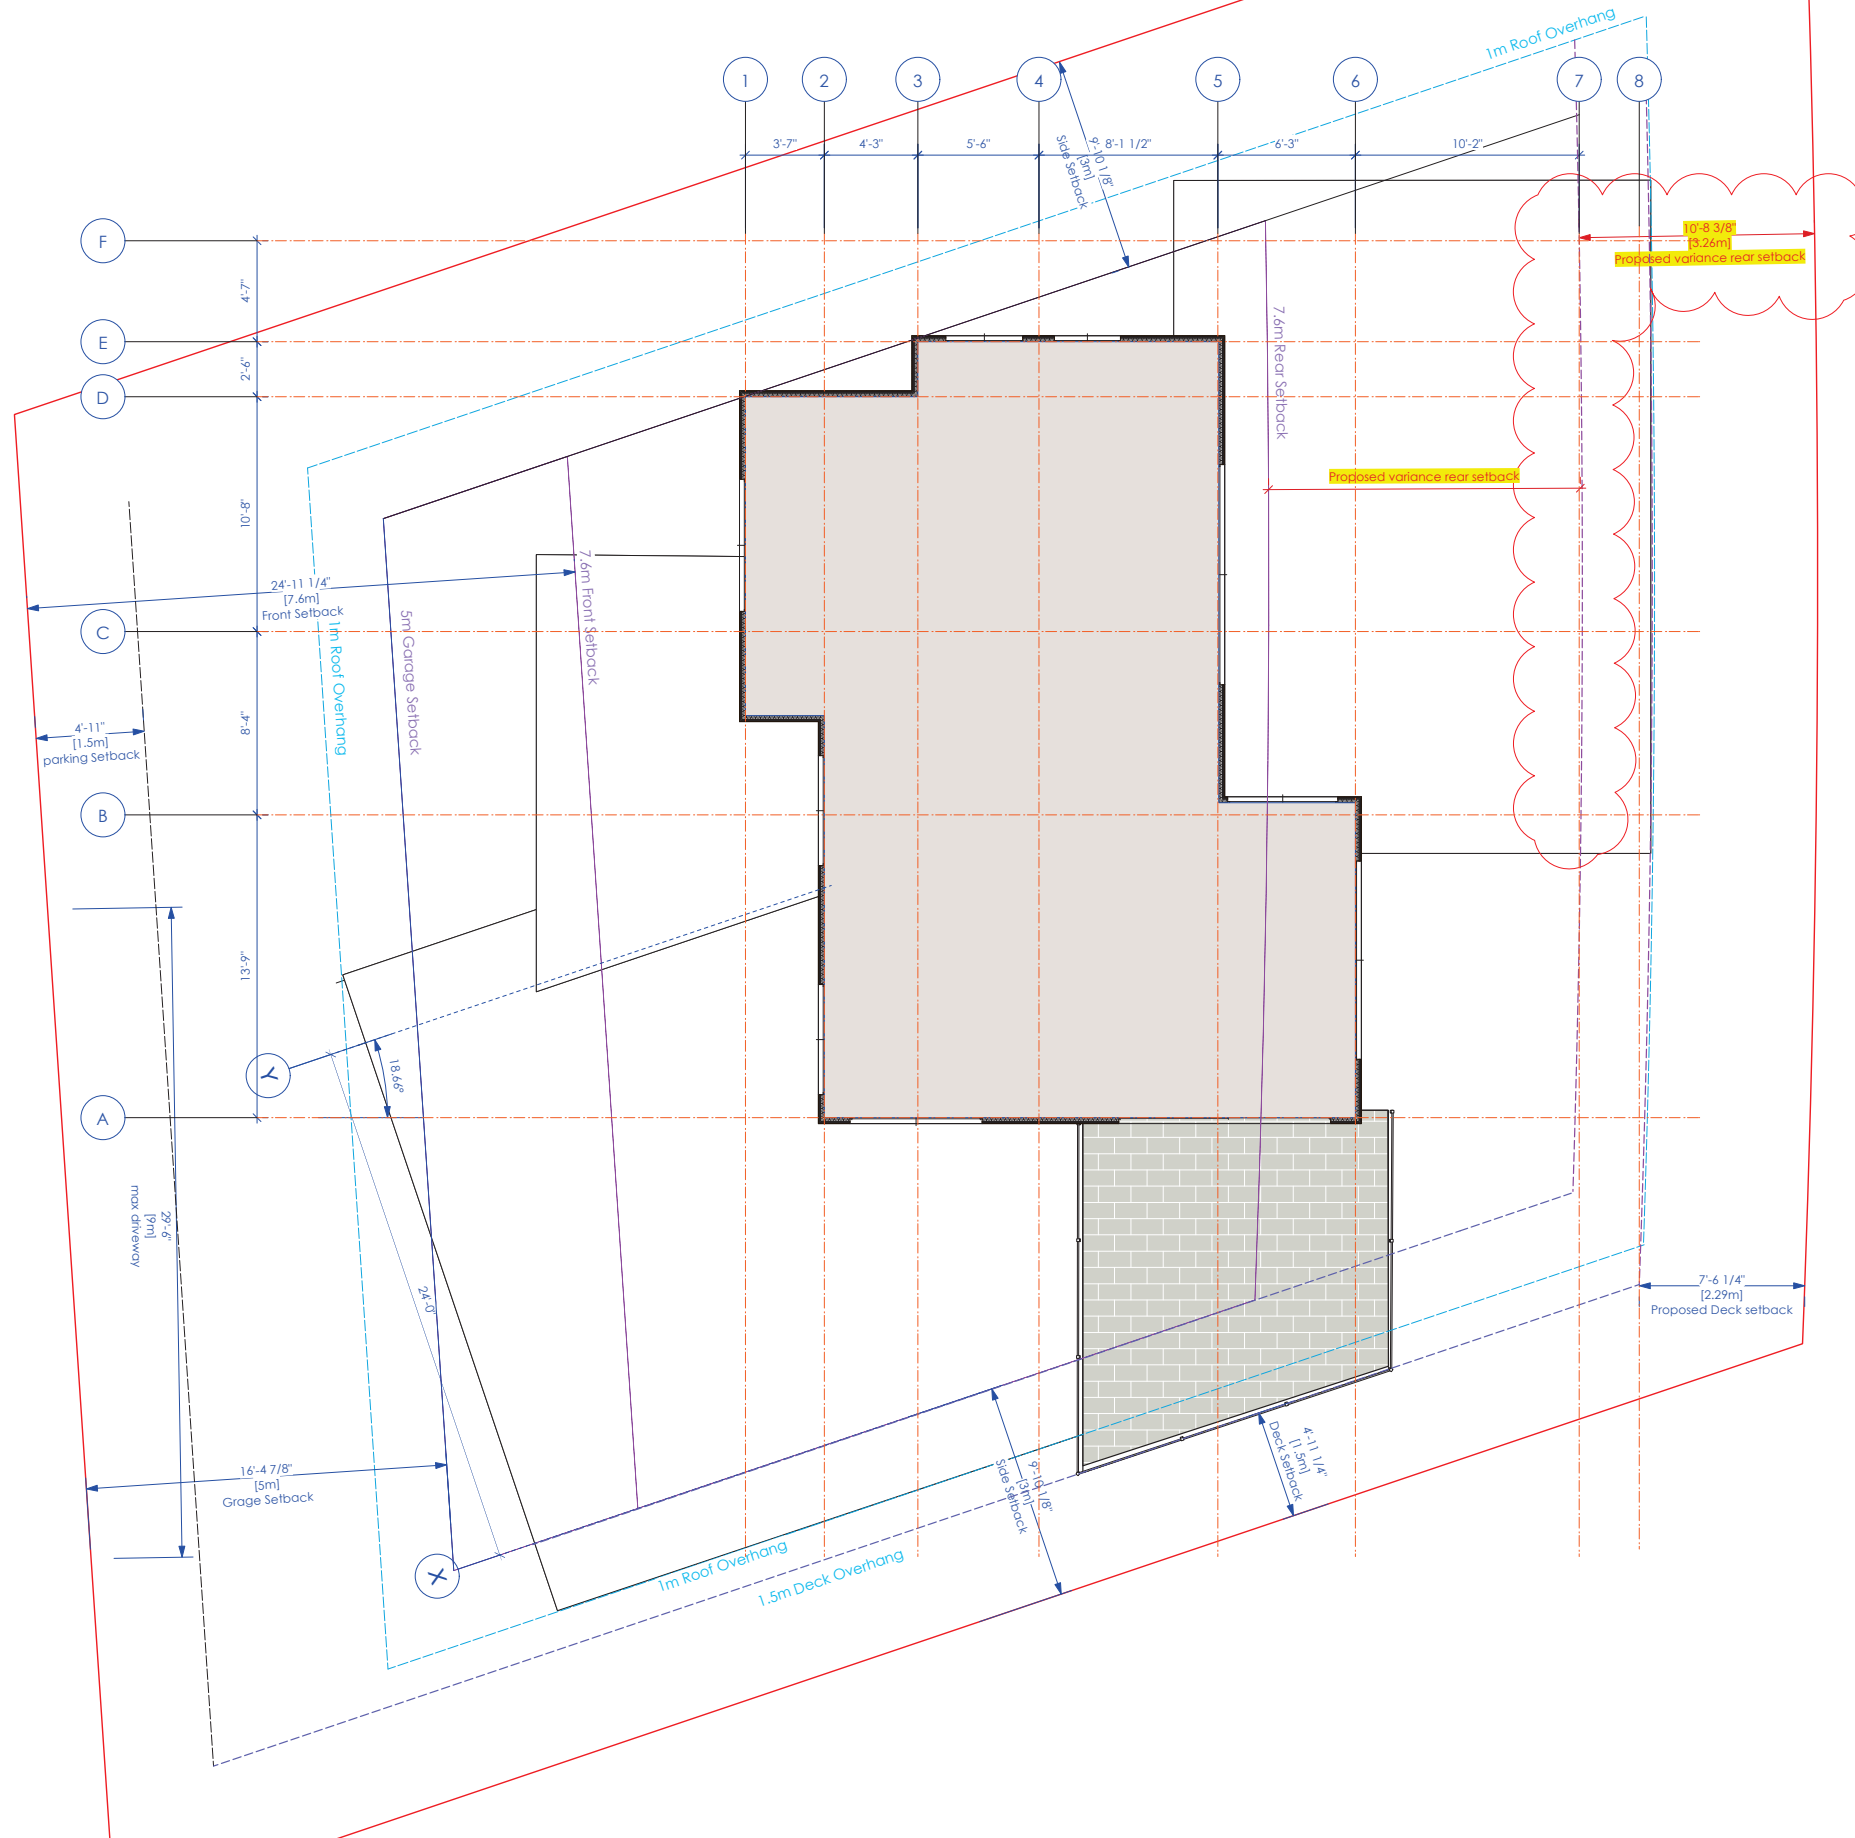 1m Roof Overhang
1
2
3
4
5
6
7
8
3'-7"
4'-3"
5'-6"
8'-1 1/2"
6'-3"
10'-2"
9'-10 1/8"
[3m]
Side Setback
F
E
D
C
B
A
4'-7"
2'-6"
10'-8"
8'-4"
13'-9"
10'-8 3/8"
[3.26m]
Proposed variance rear setback
7.6m Rear Setback
Proposed variance rear setback
24'-11 1/4"
[7.6m]
Front Setback
1m Roof Overhang
5m Garage Setback
7.6m Front Setback
4'-11"
[1.5m]
parking Setback
Y
18.66°
29'-6"
[9m]
max driveway
24'-0"
7'-6 1/4"
[2.29m]
Proposed Deck setback
16'-4 7/8"
[5m]
Grage Setback
X
9'-10 1/8"
[3m]
Side Setback
4'-11 1/4"
[1.5m]
Deck Setback
1m Roof Overhang
1.5m Deck Overhang